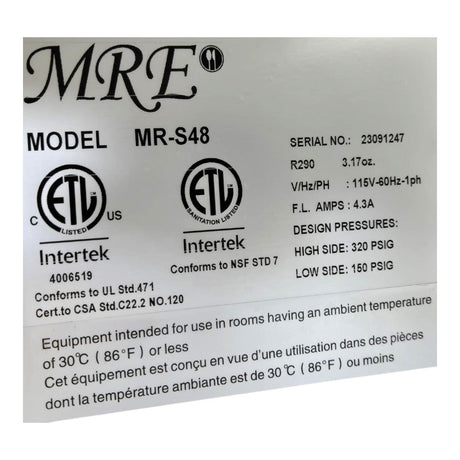 MRE
MODEL MR-S48
C ETL US
LISTED
Intertek
4006519
Conforms to UL Std.471
Cert.to CSA Std.C22.2 NO.120
ETL
SANITATION LISTED
Intertek
Conforms to NSF STD 7
SERIAL NO.: 23091247
R290 3.17oz.
V/Hz/PH : 115V-60Hz-1ph
F.L. AMPS : 4.3A
DESIGN PRESSURES:
HIGH SIDE: 320 PSIG
LOW SIDE: 150 PSIG
Equipment intended for use in rooms having an ambient temperature
of 30℃ ( 86°F ) or less
Cet équipement est conçu en vue d'une utilisation dans des pièces
dont la température ambiante est de 30℃ ( 86°F ) ou moins